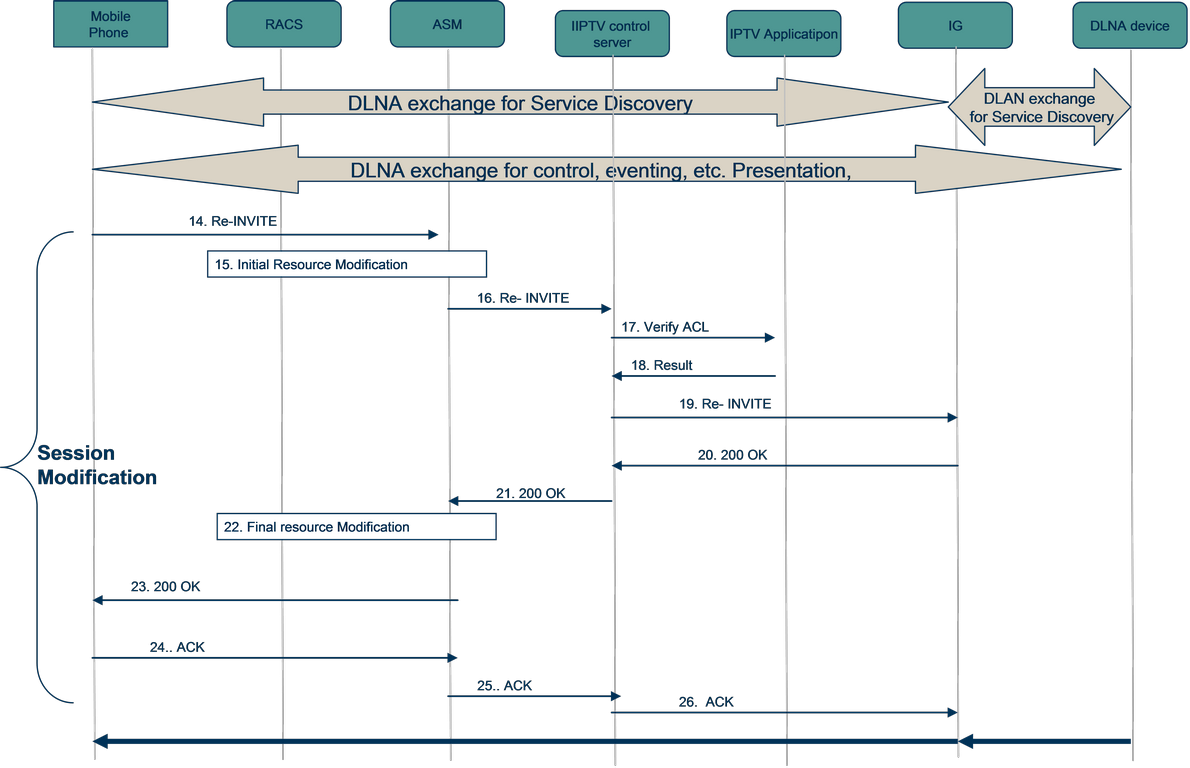 Mobile
Phone
RACS
ASM
IIPTV control
server
IPTV Applicatipon
IG
DLNA device
DLNA exchange for Service Discovery
DLAN exchange
for Service Discovery
DLNA exchange for control, eventing, etc. Presentation,
14. Re-INVITE
15. Initial Resource Modification
16. Re- INVITE
17. Verify ACL
18. Result
19. Re- INVITE
Session
Modification
20. 200 OK
21. 200 OK
22. Final resource Modification
23. 200 OK
24.. ACK
25.. ACK
26. ACK